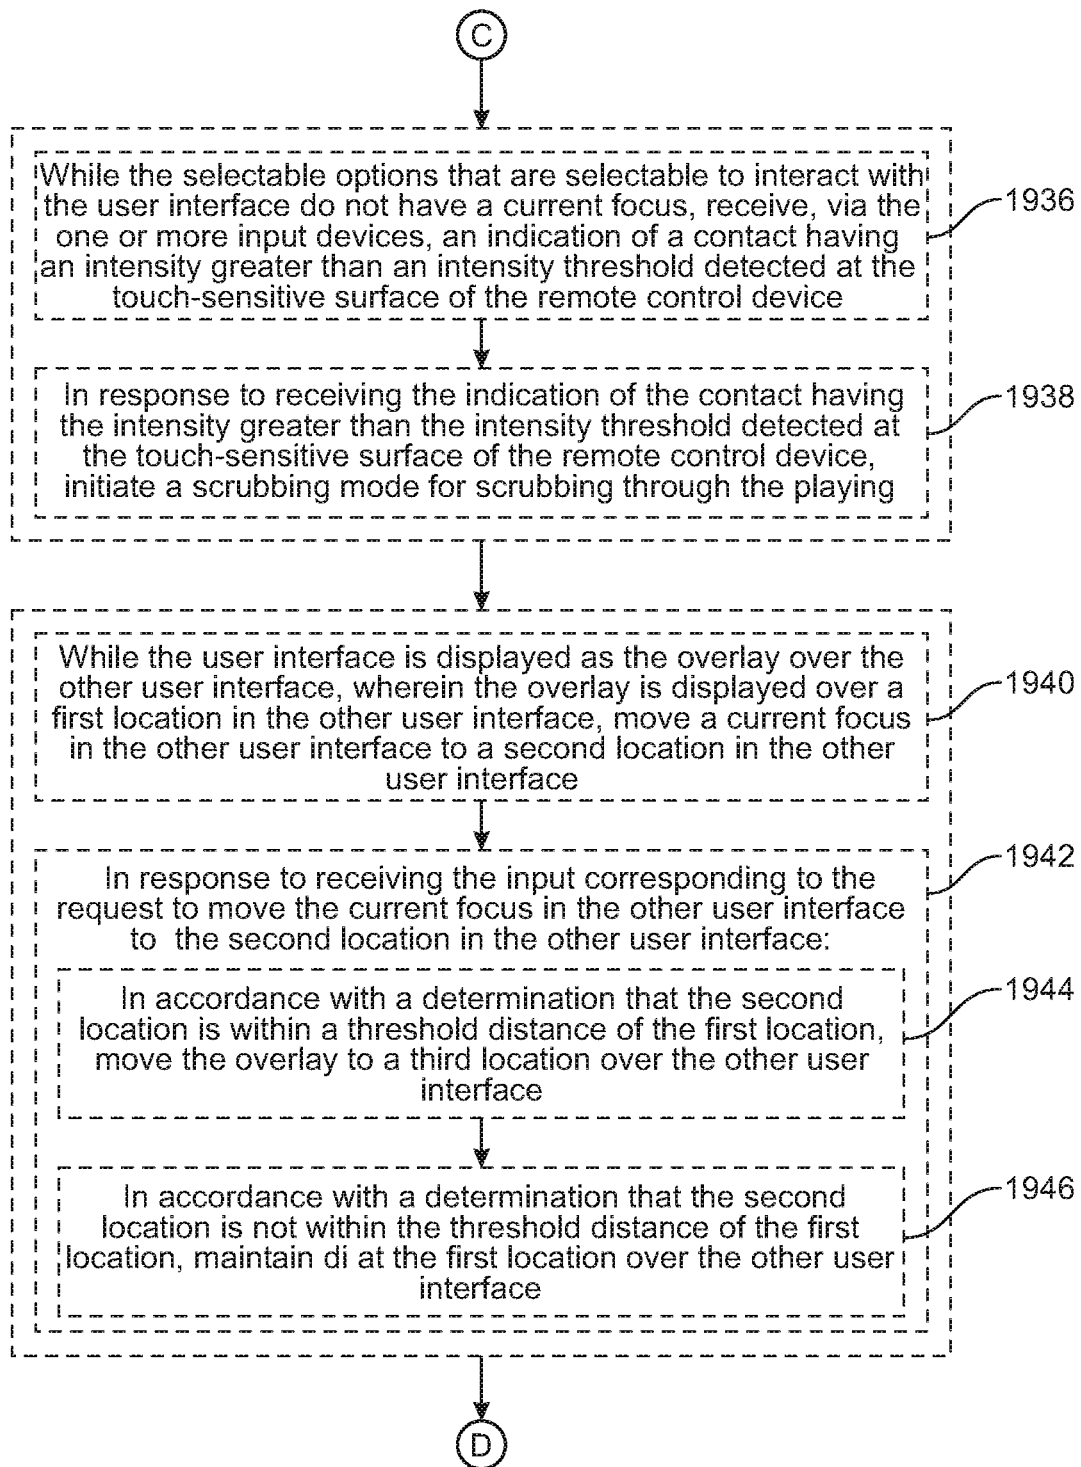 C
While the selectable options that are selectable to interact with
the user interface do not have a current focus, receive, via the
one or more input devices, an indication of a contact having
an intensity greater than an intensity threshold detected at the
touch-sensitive surface of the remote control device
1936
In response to receiving the indication of the contact having
the intensity greater than the intensity threshold detected at
the touch-sensitive surface of the remote control device,
initiate a scrubbing mode for scrubbing through the playing
1938
While the user interface is displayed as the overlay over the
other user interface, wherein the overlay is displayed over a
first location in the other user interface, move a current focus
in the other user interface to a second location in the other
user interface
1940
In response to receiving the input corresponding to the
request to move the current focus in the other user interface
to the second location in the other user interface:
1942
In accordance with a determination that the second
location is within a threshold distance of the first location,
move the overlay to a third location over the other user
interface
1944
In accordance with a determination that the second
location is not within the threshold distance of the first
location, maintain di at the first location over the other user
interface
1946
D